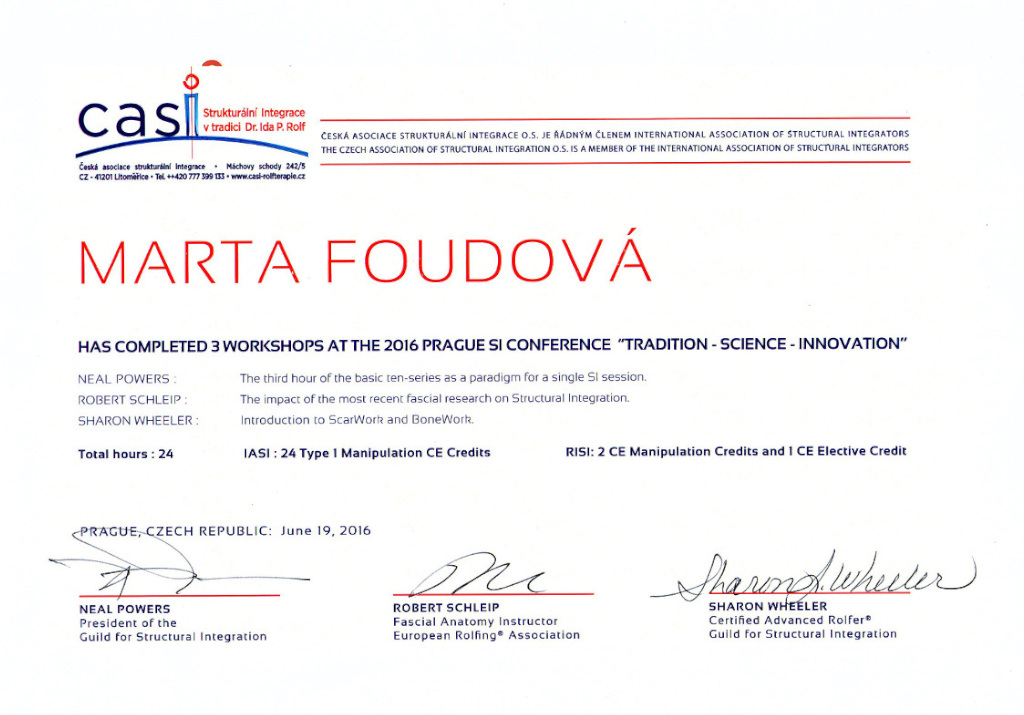 casi
Strukturální Integrace
v tradici Dr. Ida P. Rolf
Česká asociace strukturální integrace • Máchovy schody 242/5
CZ - 41201 Litoměřice • Tel. ++420 777 399 133 • www.casi-rolfterapie.cz
ČESKÁ ASOCIACE STRUKTURÁLNÍ INTEGRACE O.S. JE ŘÁDNÝM ČLENEM INTERNATIONAL ASSOCIATION OF STRUCTURAL INTEGRATORS
THE CZECH ASSOCIATION OF STRUCTURAL INTEGRATION O.S. IS A MEMBER OF THE INTERNATIONAL ASSOCIATION OF STRUCTURAL INTEGRATORS
MARTA FOUDOVÁ
HAS COMPLETED 3 WORKSHOPS AT THE 2016 PRAGUE SI CONFERENCE "TRADITION - SCIENCE - INNOVATION"
NEAL POWERS : The third hour of the basic ten-series as a paradigm for a single SI session.
ROBERT SCHLEIP : The impact of the most recent fascial research on Structural Integration.
SHARON WHEELER : Introduction to ScarWork and BoneWork.
Total hours : 24 IASI : 24 Type 1 Manipulation CE Credits RISI: 2 CE Manipulation Credits and 1 CE Elective Credit
PRAGUE, CZECH REPUBLIC: June 19, 2016
Sharon L. Wheeler
NEAL POWERS
President of the
Guild for Structural Integration
ROBERT SCHLEIP
Fascial Anatomy Instructor
European Rolfing® Association
SHARON WHEELER
Certified Advanced Rolfer®
Guild for Structural Integration